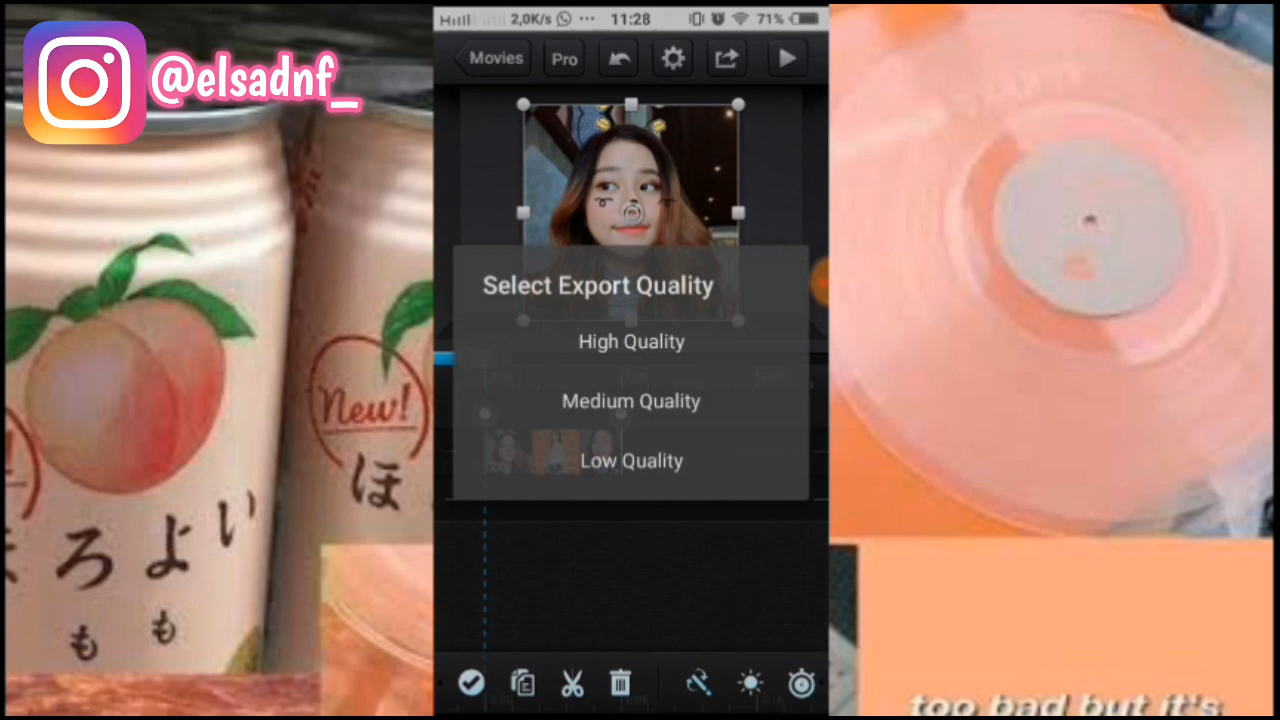 @elsadnf_
2,0K/s ... 11:28 71%
Movies Pro
Select Export Quality
High Quality
Medium Quality
Low Quality
New!
ほ
ろよい
もも
too bad but it's